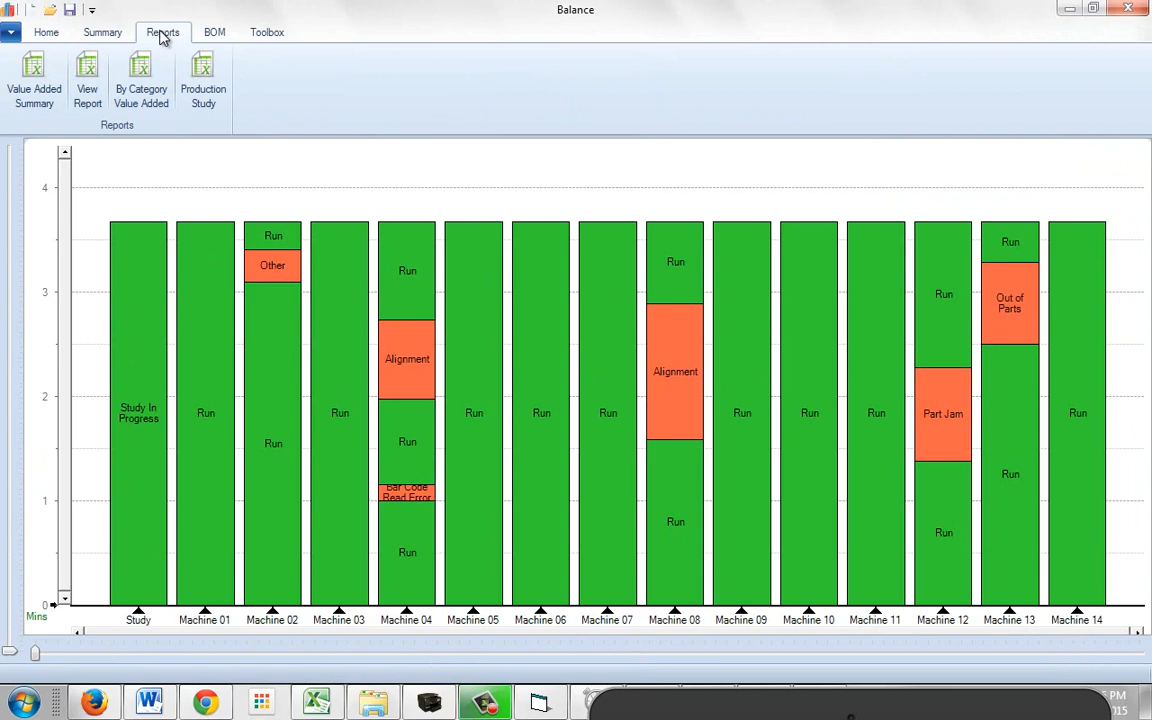 Balance
Home Summary Reports BOM Toolbox
Value Added
Summary
View
Report
By Category
Value Added
Production
Study
Reports
4
3
2
1
0
Mins
Study In
Progress
Run
Run
Other
Run
Run
Run
Alignment
Run
Bar Code
Read Error
Run
Run
Run
Run
Run
Alignment
Run
Run
Run
Run
Run
Part Jam
Run
Run
Out of
Parts
Run
Run
Study Machine 01 Machine 02 Machine 03 Machine 04 Machine 05 Machine 06 Machine 07 Machine 08 Machine 09 Machine 10 Machine 11 Machine 12 Machine 13 Machine 14
PM
2015